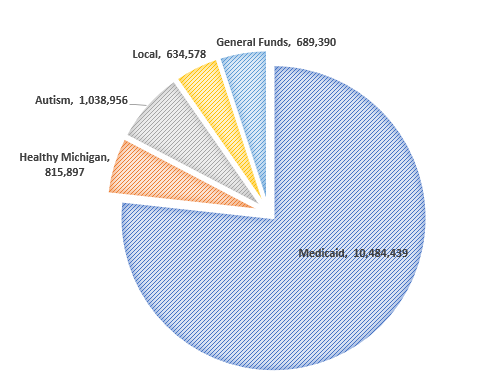 General Funds, 689,390
Local, 634,578
Autism, 1,038,956
Healthy Michigan,
815,897
Medicaid, 10,484,439